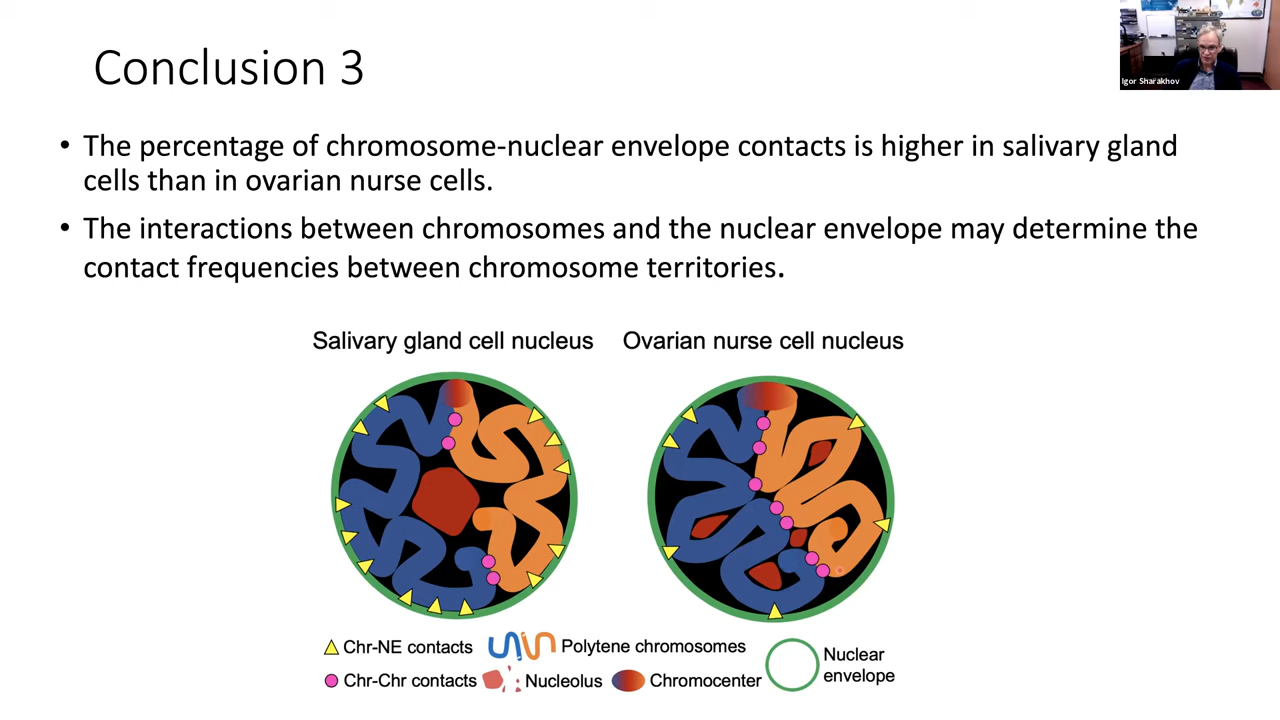 Conclusion 3
Igor Sharakhov
• The percentage of chromosome-nuclear envelope contacts is higher in salivary gland
cells than in ovarian nurse cells.
• The interactions between chromosomes and the nuclear envelope may determine the
contact frequencies between chromosome territories.
Salivary gland cell nucleus
Ovarian nurse cell nucleus
Chr-NE contacts
Polytene chromosomes
Nuclear
envelope
Chr-Chr contacts
Nucleolus
Chromocenter